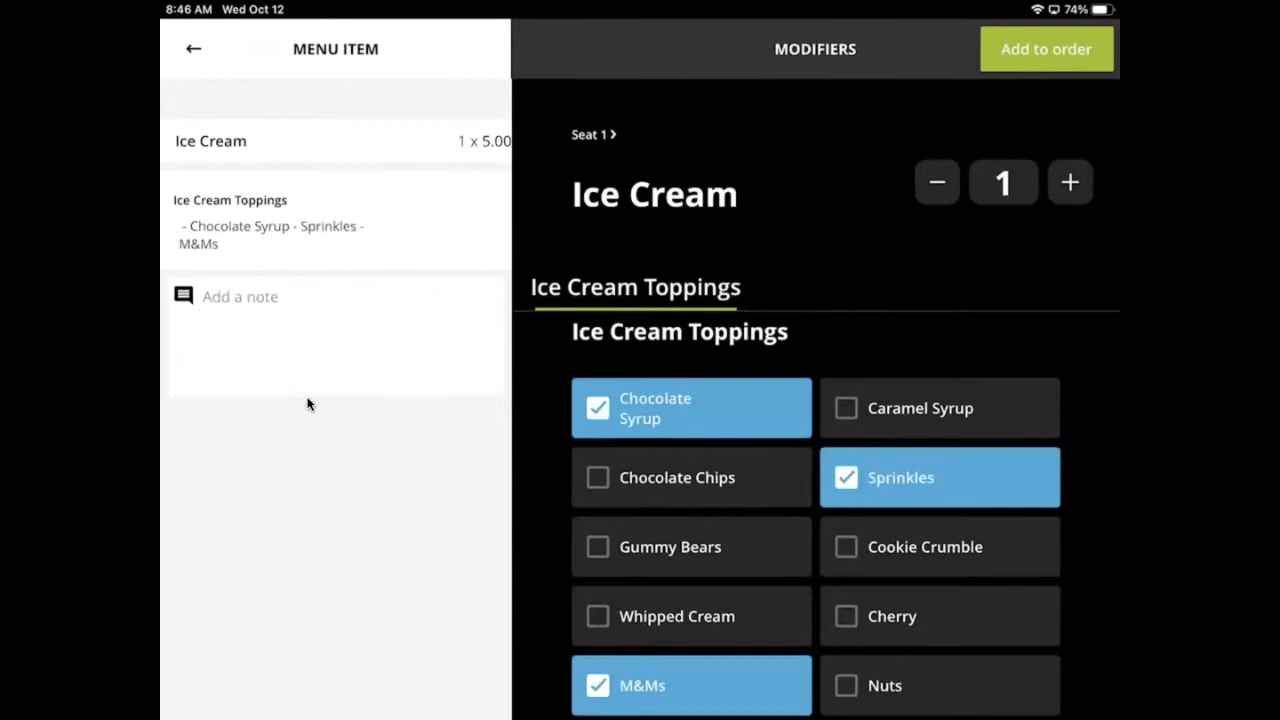 8:46 AM Wed Oct 12
74%
MENU ITEM
MODIFIERS
Add to order
Ice Cream 1 x 5.00
Ice Cream Toppings
- Chocolate Syrup - Sprinkles -
M&Ms
Add a note
Seat 1
Ice Cream
1
Ice Cream Toppings
Ice Cream Toppings
Chocolate
Syrup
Caramel Syrup
Chocolate Chips
Sprinkles
Gummy Bears
Cookie Crumble
Whipped Cream
Cherry
M&Ms
Nuts